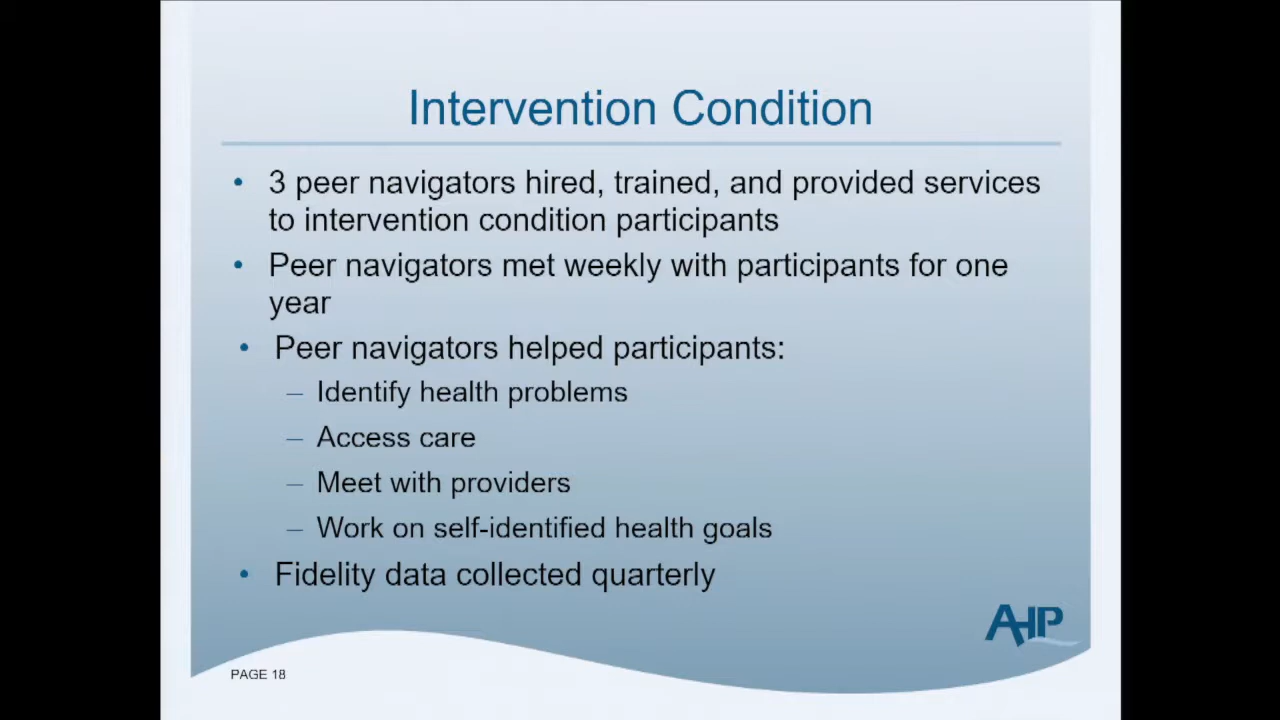 Intervention Condition
• 3 peer navigators hired, trained, and provided services
to intervention condition participants
• Peer navigators met weekly with participants for one
year
• Peer navigators helped participants:
– Identify health problems
– Access care
– Meet with providers
– Work on self-identified health goals
• Fidelity data collected quarterly
AHP
PAGE 18